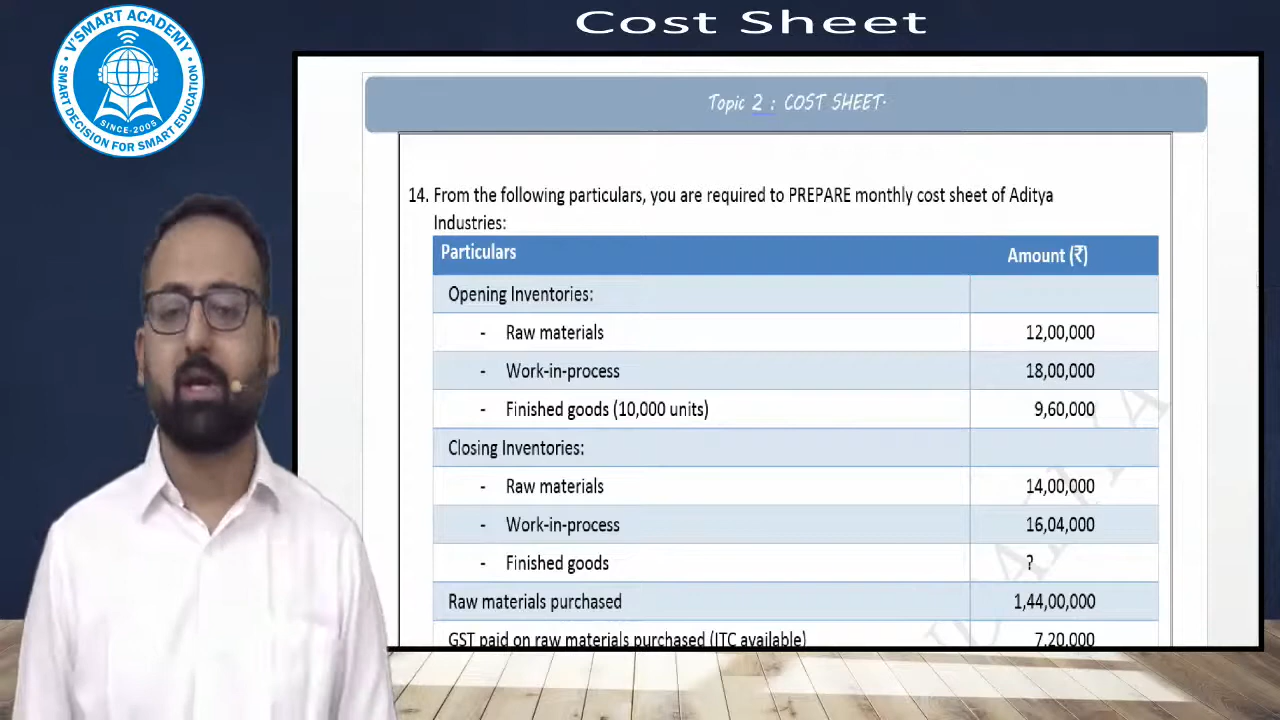 Cost Sheet
V'SMART ACADEMY
SINCE-2005
SMART DECISION FOR SMART EDUCATION
Topic 2 : COST SHEET.
14. From the following particulars, you are required to PREPARE monthly cost sheet of Aditya
Industries:
Particulars Amount (₹)
Opening Inventories:
- Raw materials 12,00,000
- Work-in-process 18,00,000
- Finished goods (10,000 units) 9,60,000
Closing Inventories:
- Raw materials 14,00,000
- Work-in-process 16,04,000
- Finished goods ?
Raw materials purchased 1,44,00,000
GST paid on raw materials purchased (ITC available) 7,20,000